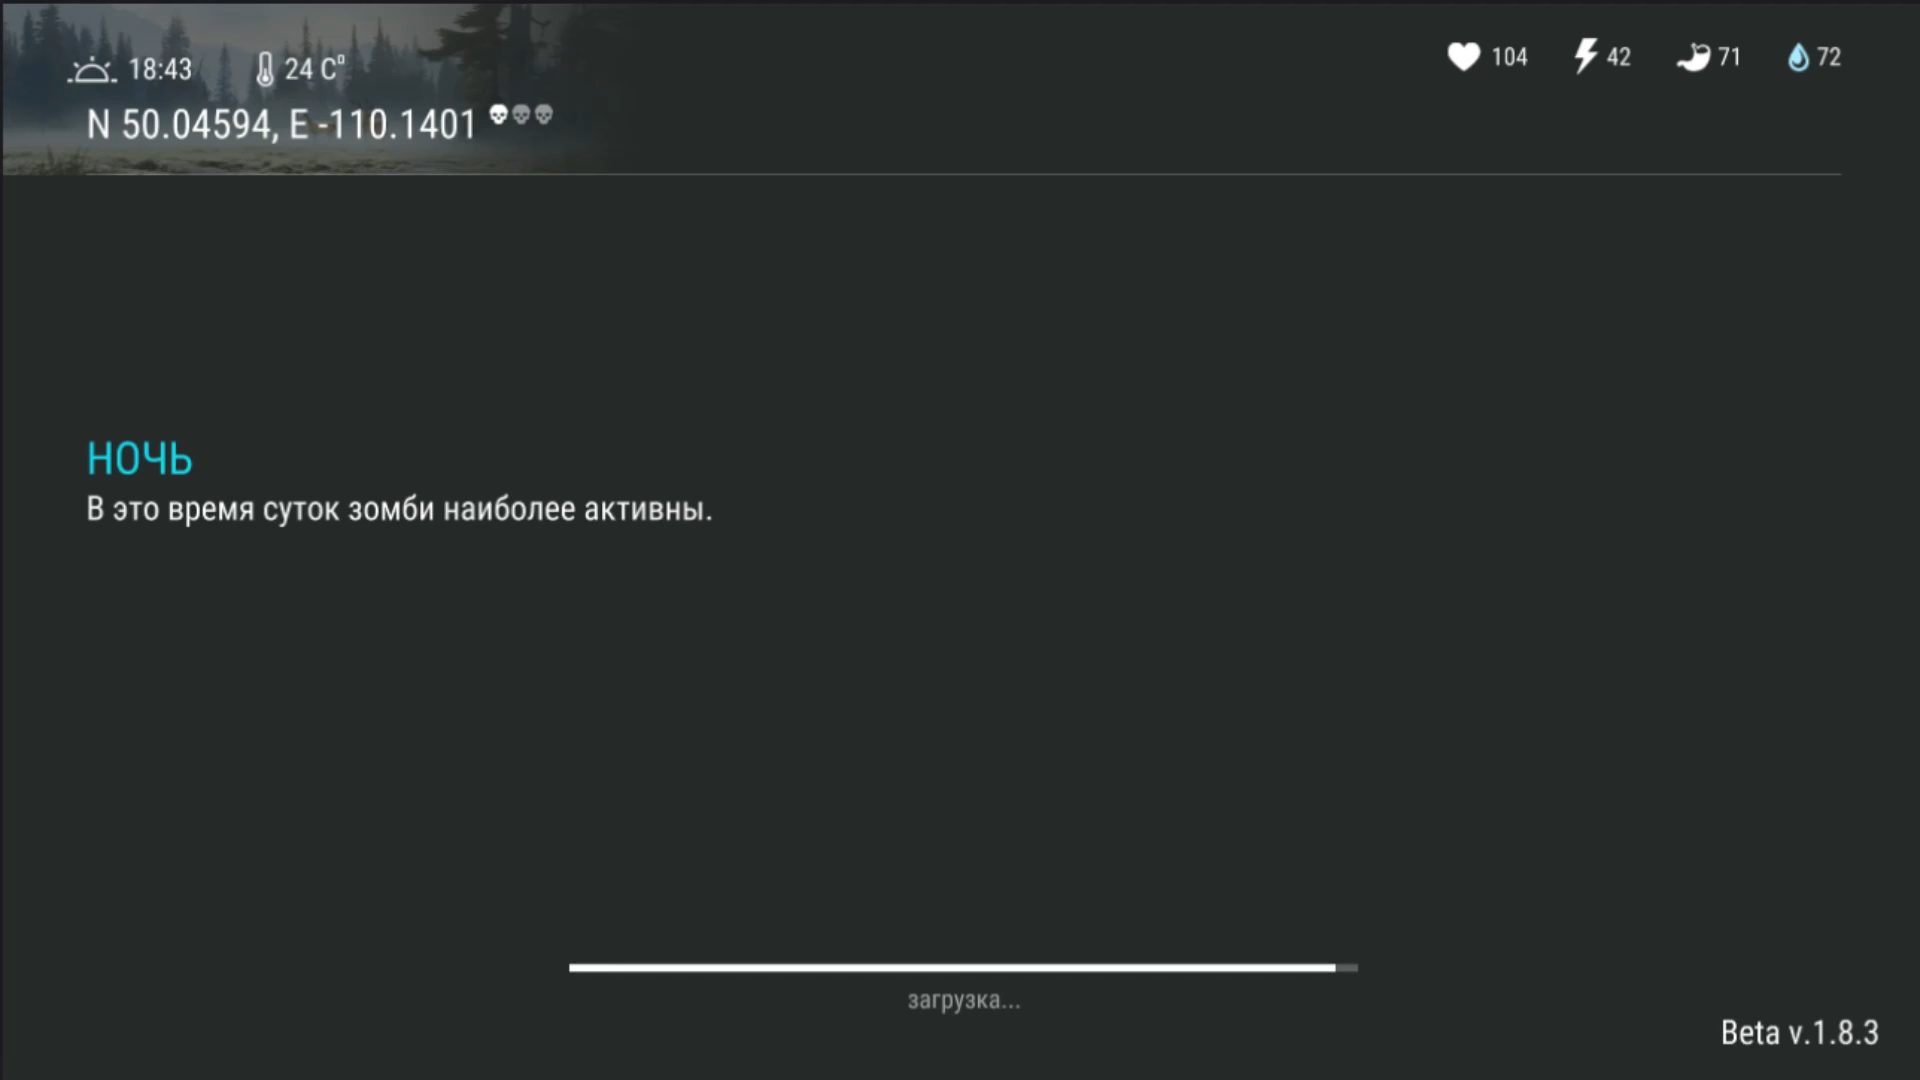 18:43 24 C°
N 50.04594, E -110.1401
104 42 71 72
НОЧЬ
В это время суток зомби наиболее активны.
загрузка...
Beta v.1.8.3